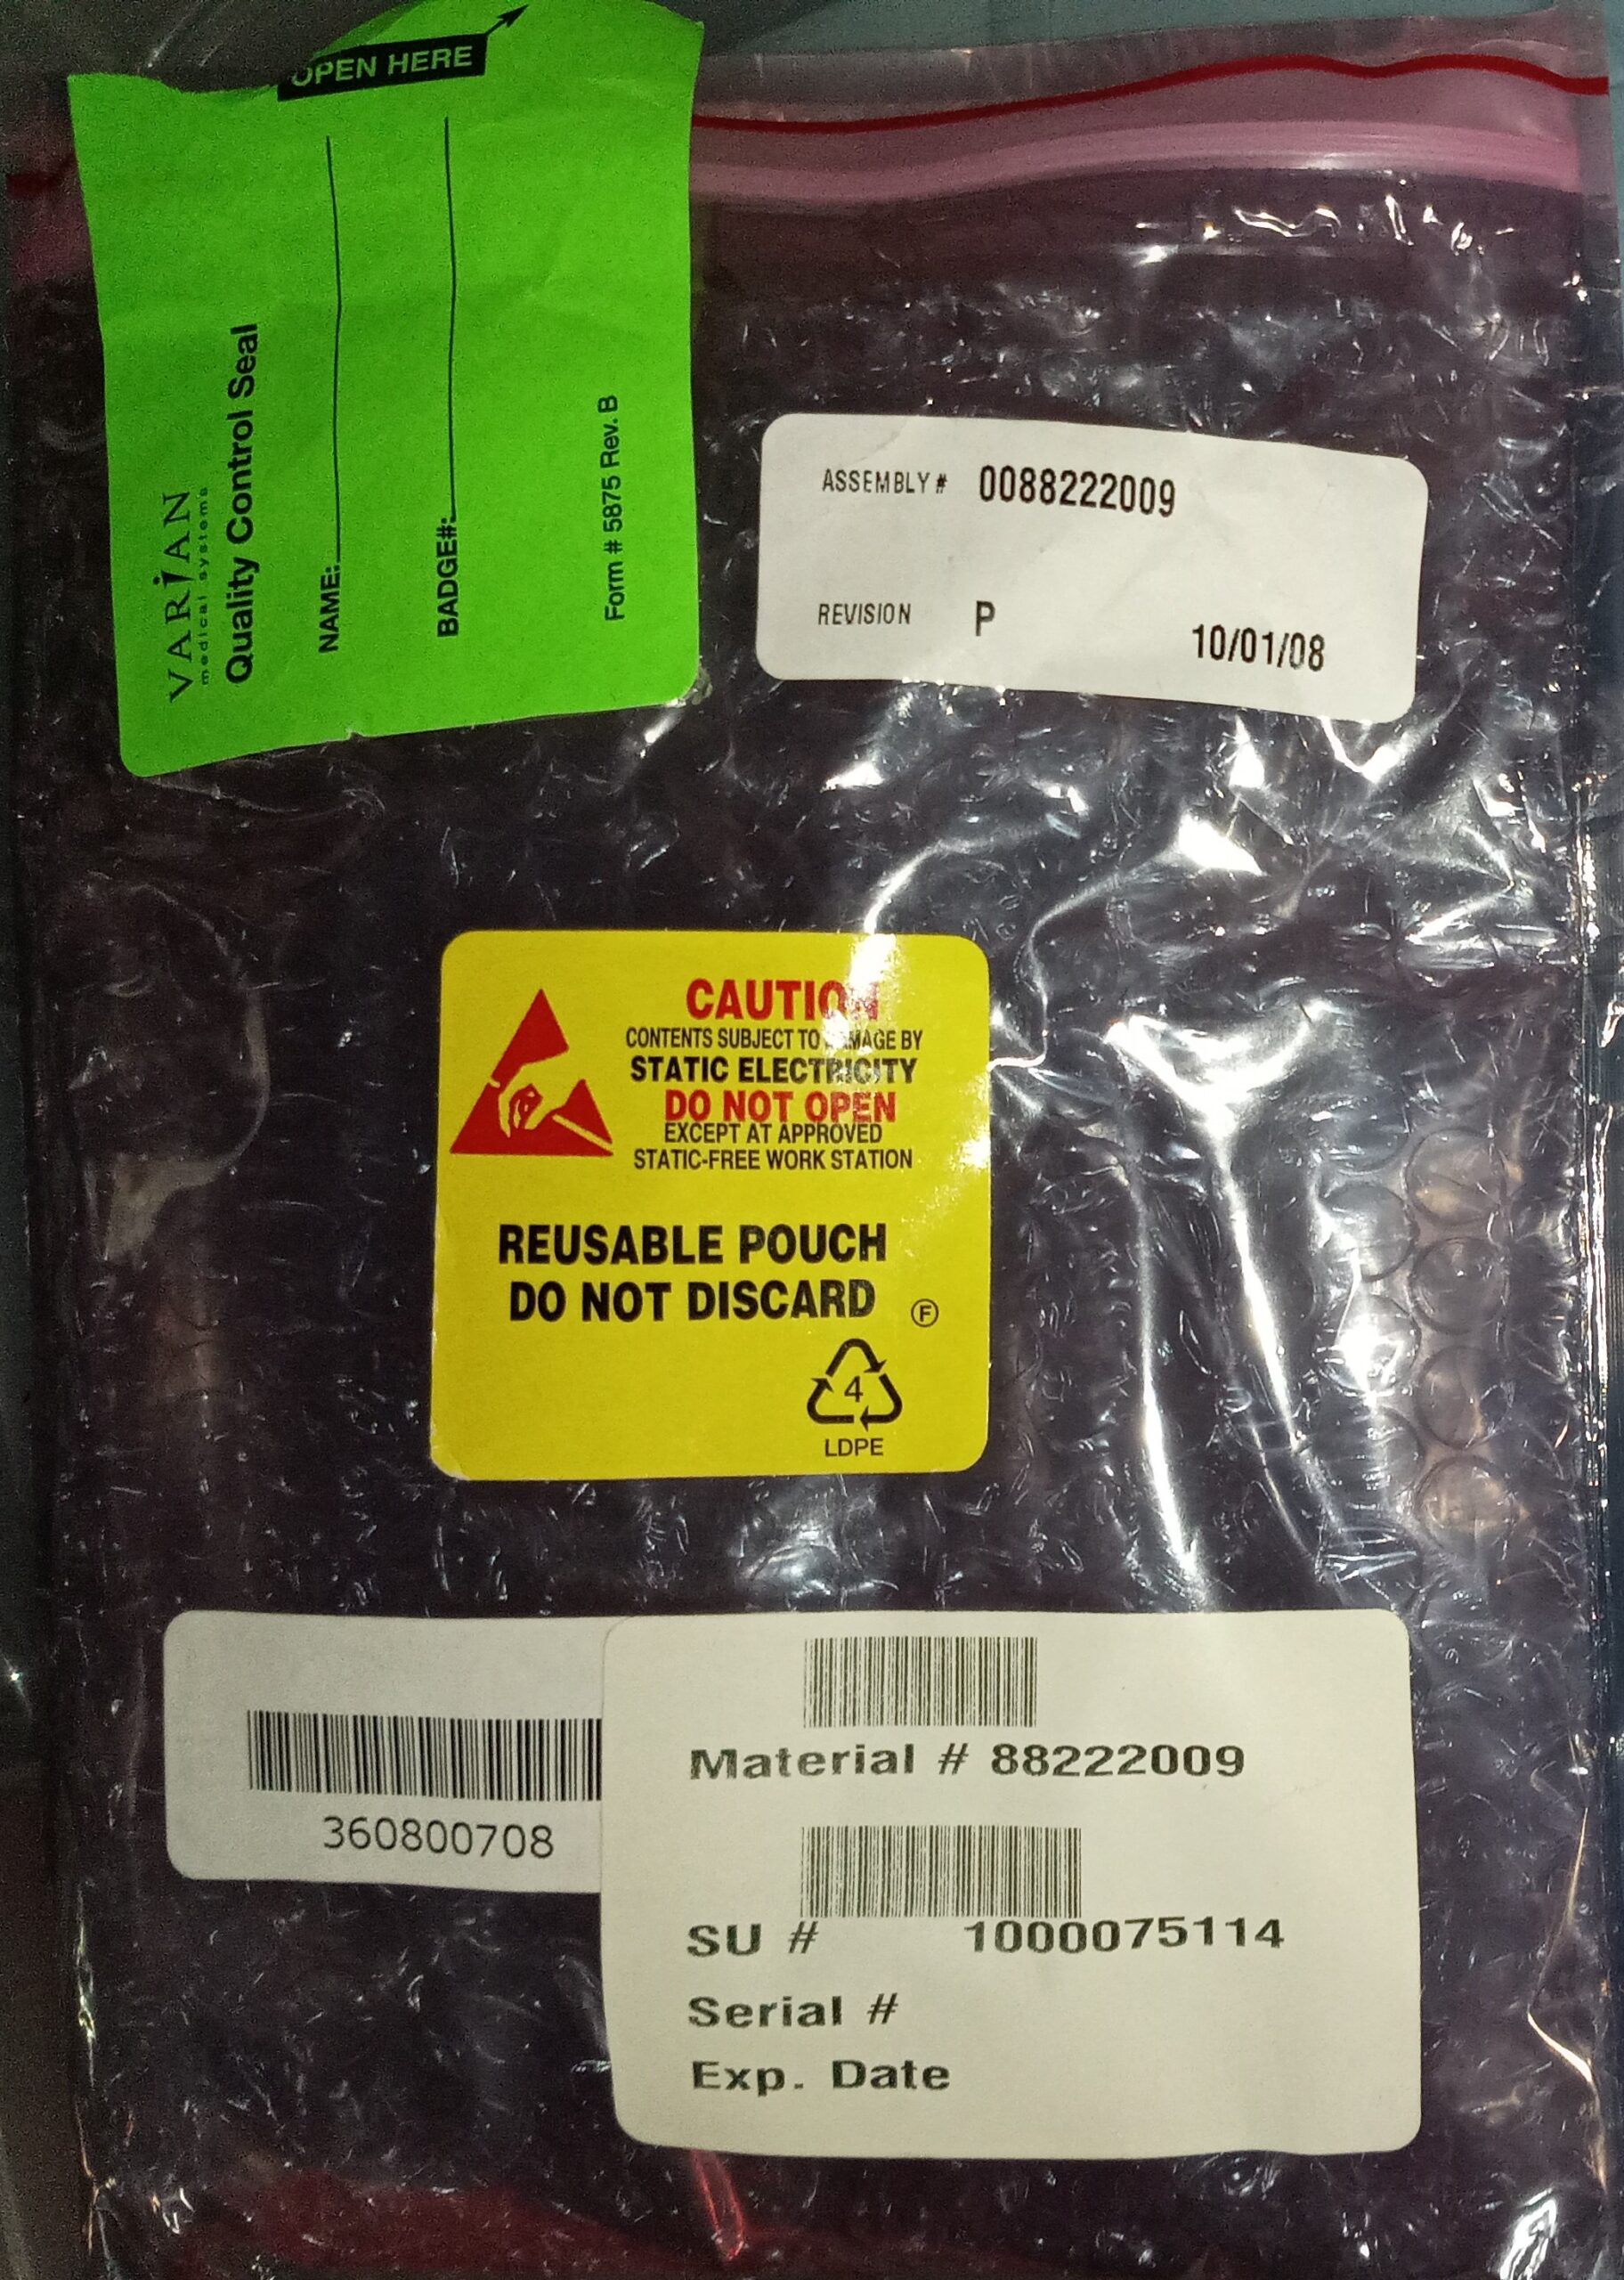 OPEN HERE
VARIAN
medical systems
Quality Control Seal
NAME:
BADGE#:
Form # 5875 Rev. B
ASSEMBLY # 0088222009
REVISION P
10/01/08
CAUTION
CONTENTS SUBJECT TO DAMAGE BY
STATIC ELECTRICITY
DO NOT OPEN
EXCEPT AT APPROVED
STATIC-FREE WORK STATION
REUSABLE POUCH
DO NOT DISCARD Ⓕ
4
LDPE
360800708
Material # 88222009
SU # 1000075114
Serial #
Exp. Date